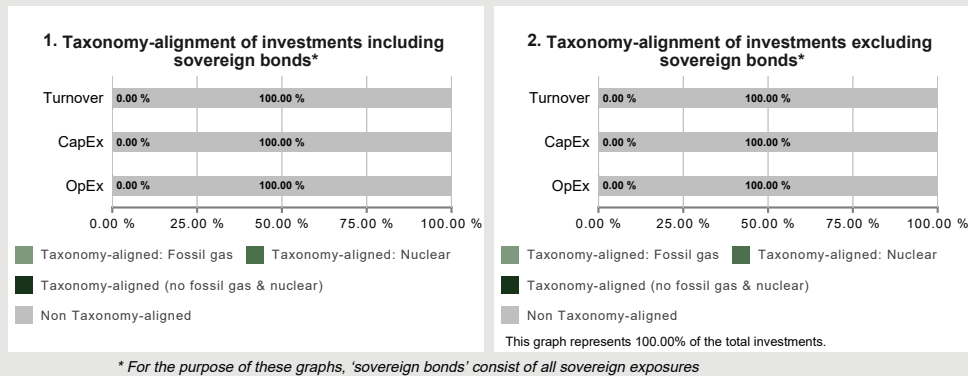 1. Taxonomy-alignment of investments including
sovereign bonds*
Turnover 0.00 % 100.00 %
CapEx 0.00 % 100.00 %
OpEx 0.00 % 100.00 %
0.00 % 25.00 % 50.00 % 75.00 % 100.00 %
Taxonomy-aligned: Fossil gas Taxonomy-aligned: Nuclear
Taxonomy-aligned (no fossil gas & nuclear)
Non Taxonomy-aligned
2. Taxonomy-alignment of investments excluding
sovereign bonds*
Turnover 0.00 % 100.00 %
CapEx 0.00 % 100.00 %
OpEx 0.00 % 100.00 %
0.00 % 25.00 % 50.00 % 75.00 % 100.00 %
Taxonomy-aligned: Fossil gas Taxonomy-aligned: Nuclear
Taxonomy-aligned (no fossil gas & nuclear)
Non Taxonomy-aligned
This graph represents 100.00% of the total investments.
* For the purpose of these graphs, ‘sovereign bonds’ consist of all sovereign exposures